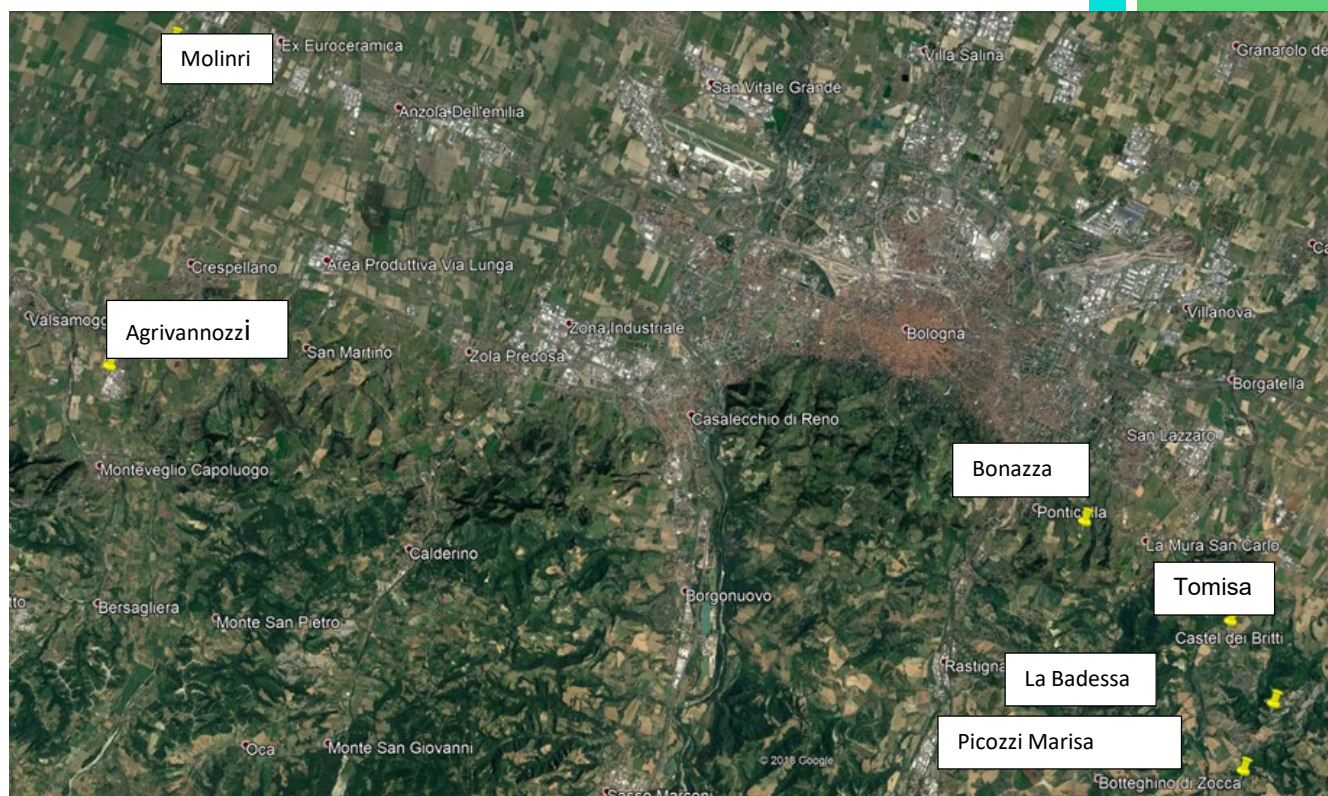 Molinri
Ex Euroceramica
Villa Salina
Granarolo de
San Vitale Grande
Anzola Dell'emilia
Crespellano
Area Produttiva Via Lunga
Valsamogg
Agrivannozzi
Zona Industriale
Bologna
Villanova
San Martino
Zola Predosa
Borgatella
Casalecchio di Reno
San Lazzaro
Monteveglio Capoluogo
Bonazza
Ponticella
La Mura San Carlo
Calderino
Tomisa
Bersagliera
Monte San Pietro
Borgonuovo
Castel dei Britti
Rastigna
La Badessa
Picozzi Marisa
Oca
Monte San Giovanni
© 2018 Google
Botteghino di Zocca
Sasso Marconi